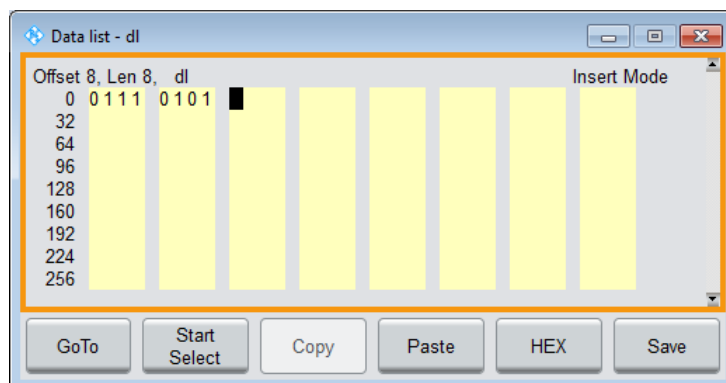 Data list - dl
Offset 8, Len 8, dl Insert Mode
0 0 1 1 1 0 1 0 1
32
64
96
128
160
192
224
256
GoTo Start Select Copy Paste HEX Save